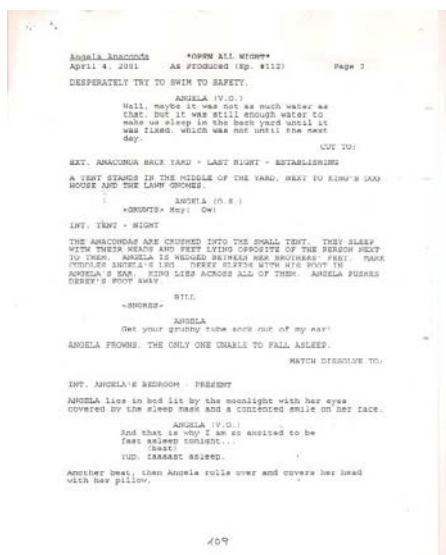 Angela Anaconda "OPEN ALL NIGHT"
April 4, 2001 As Produced (Ep. #112) Page 2
DESPERATELY TRY TO SWIM TO SAFETY.
ANGELA (V.O.)
Well, maybe it was not as much water as
that, but it was still enough water to
make us sleep in the back yard until it
was fixed, which was not until the next
day.
CUT TO:
EXT. ANACONDA BACK YARD - LAST NIGHT - ESTABLISHING
A TENT STANDS IN THE MIDDLE OF THE YARD, NEXT TO KING'S DOG
HOUSE AND THE LAWN GNOMES.
ANGELA (O.S.)
<GRUNTS> Hey! Ow!
INT. TENT - NIGHT
THE ANACONDAS ARE CRUSHED INTO THE SMALL TENT. THEY SLEEP
WITH THEIR HEADS AND FEET LYING OPPOSITE OF THE PERSON NEXT
TO THEM. ANGELA IS WEDGED BETWEEN HER BROTHERS' FEET. MARK
CUDDLES ANGELA'S LEG. DEREK SLEEPS WITH HIS FOOT IN
ANGELA'S EAR. KING LIES ACROSS ALL OF THEM. ANGELA PUSHES
DEREK'S FOOT AWAY.
BILL
<SNORES>
ANGELA
Get your grubby tube sock out of my ear!
ANGELA FROWNS, THE ONLY ONE UNABLE TO FALL ASLEEP.
MATCH DISSOLVE TO:
INT. ANGELA'S BEDROOM - PRESENT
ANGELA lies in bed lit by the moonlight with her eyes
covered by the sleep mask and a contented smile on her face.
ANGELA (V.O.)
And that is why I am so excited to be
fast asleep tonight...
(beat)
Yup, faaaast asleep.
Another beat, then Angela rolls over and covers her head
with her pillow.
109